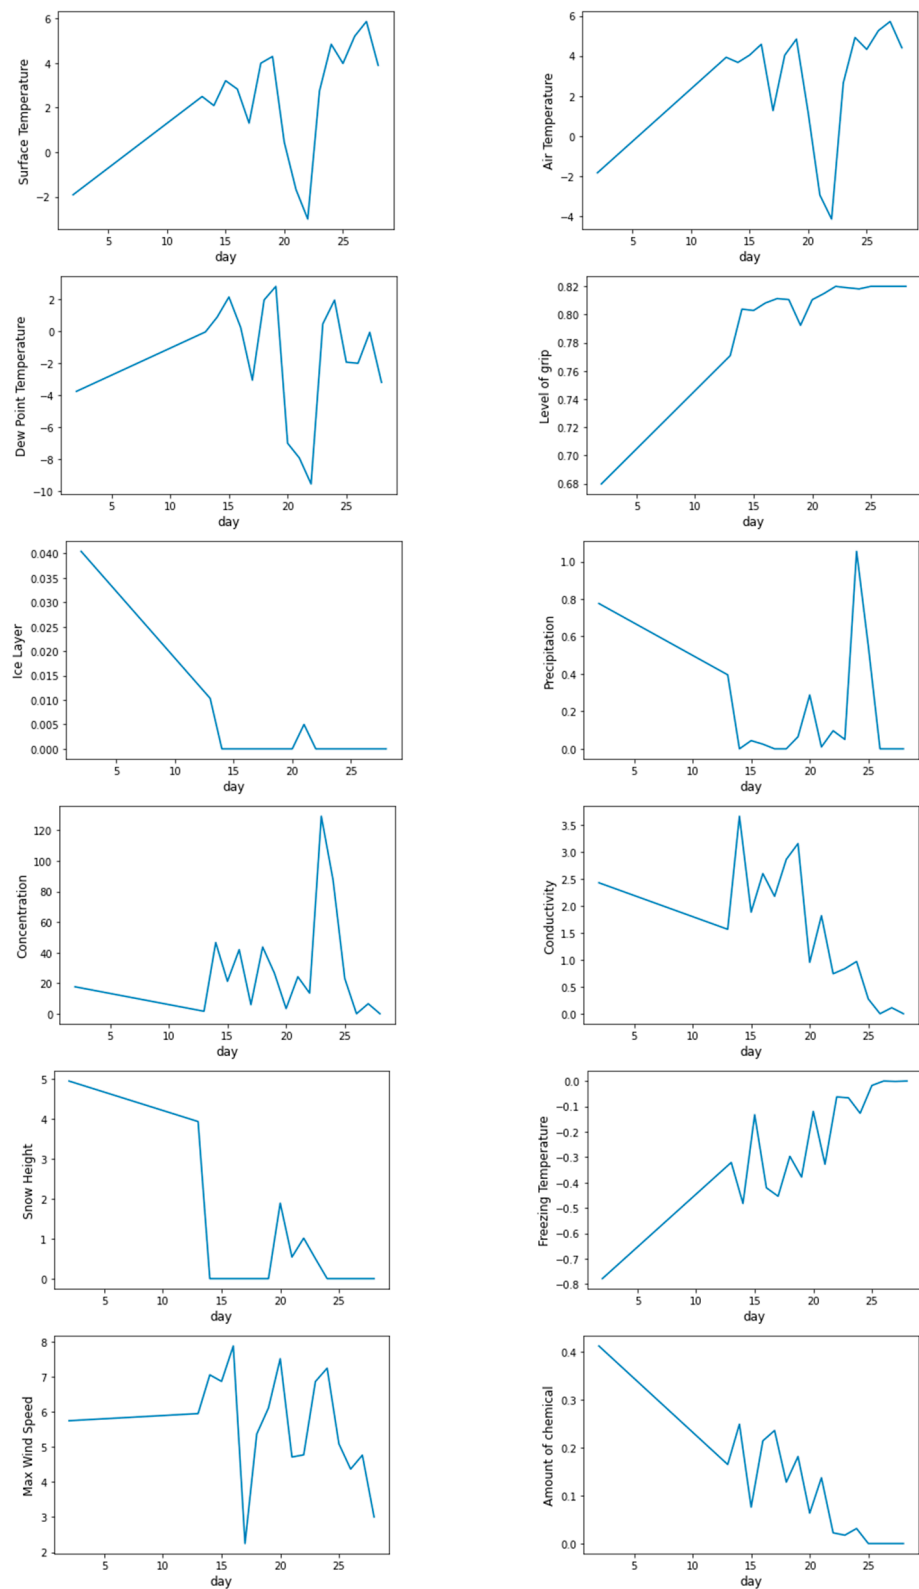 Surface Temperature
6
4
2
0
−2
5 10 15 20 25
day
Air Temperature
6
4
2
0
−2
−4
5 10 15 20 25
day
Dew Point Temperature
2
0
−2
−4
−6
−8
−10
5 10 15 20 25
day
Level of grip
0.82
0.80
0.78
0.76
0.74
0.72
0.70
0.68
5 10 15 20 25
day
Ice Layer
0.040
0.035
0.030
0.025
0.020
0.015
0.010
0.005
0.000
5 10 15 20 25
day
Precipitation
1.0
0.8
0.6
0.4
0.2
0.0
5 10 15 20 25
day
Concentration
120
100
80
60
40
20
0
5 10 15 20 25
day
Conductivity
3.5
3.0
2.5
2.0
1.5
1.0
0.5
0.0
5 10 15 20 25
day
Snow Height
5
4
3
2
1
0
5 10 15 20 25
day
Freezing Temperature
0.0
−0.1
−0.2
−0.3
−0.4
−0.5
−0.6
−0.7
−0.8
5 10 15 20 25
day
Max Wind Speed
8
7
6
5
4
3
2
5 10 15 20 25
day
Amount of chemical
0.4
0.3
0.2
0.1
0.0
5 10 15 20 25
day